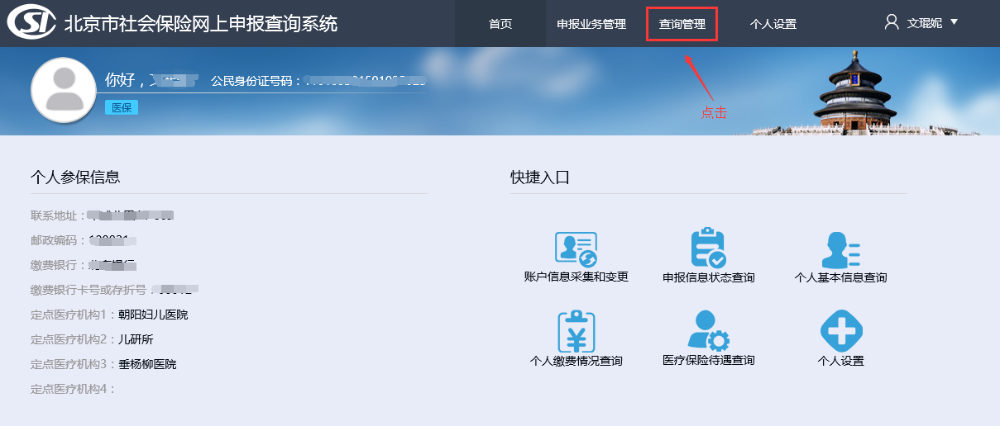 北京市社会保险网上申报查询系统
首页
申报业务管理
查询管理
个人设置
文琨妮
你好，
公民身份证号码：
医保
点击
个人参保信息
快捷入口
联系地址：
邮政编码：
缴费银行：
缴费银行卡号或存折号：
定点医疗机构1：朝阳妇儿医院
定点医疗机构2：儿研所
定点医疗机构3：垂杨柳医院
定点医疗机构4：
账户信息采集和变更
申报信息状态查询
个人基本信息查询
个人缴费情况查询
医疗保险待遇查询
个人设置